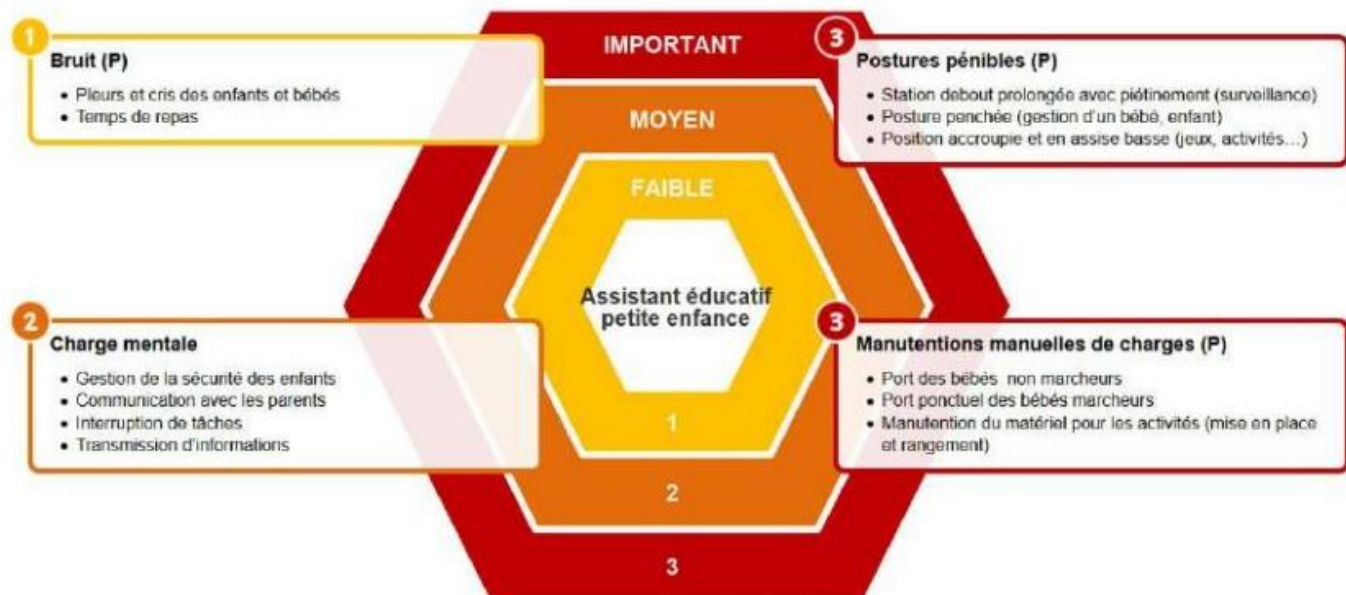 1
Bruit (P)
• Pleurs et cris des enfants et bébés
• Temps de repas
IMPORTANT
MOYEN
FAIBLE
3
Postures pénibles (P)
• Station debout prolongée avec piétinement (surveillance)
• Posture penchée (gestion d'un bébé, enfant)
• Position accroupie et en assise basse (jeux, activités…)
Assistant éducatif
petite enfance
2
Charge mentale
• Gestion de la sécurité des enfants
• Communication avec les parents
• Interruption de tâches
• Transmission d'informations
3
Manutentions manuelles de charges (P)
• Port des bébés non marcheurs
• Port ponctuel des bébés marcheurs
• Manutention du matériel pour les activités (mise en place
et rangement)
1
2
3